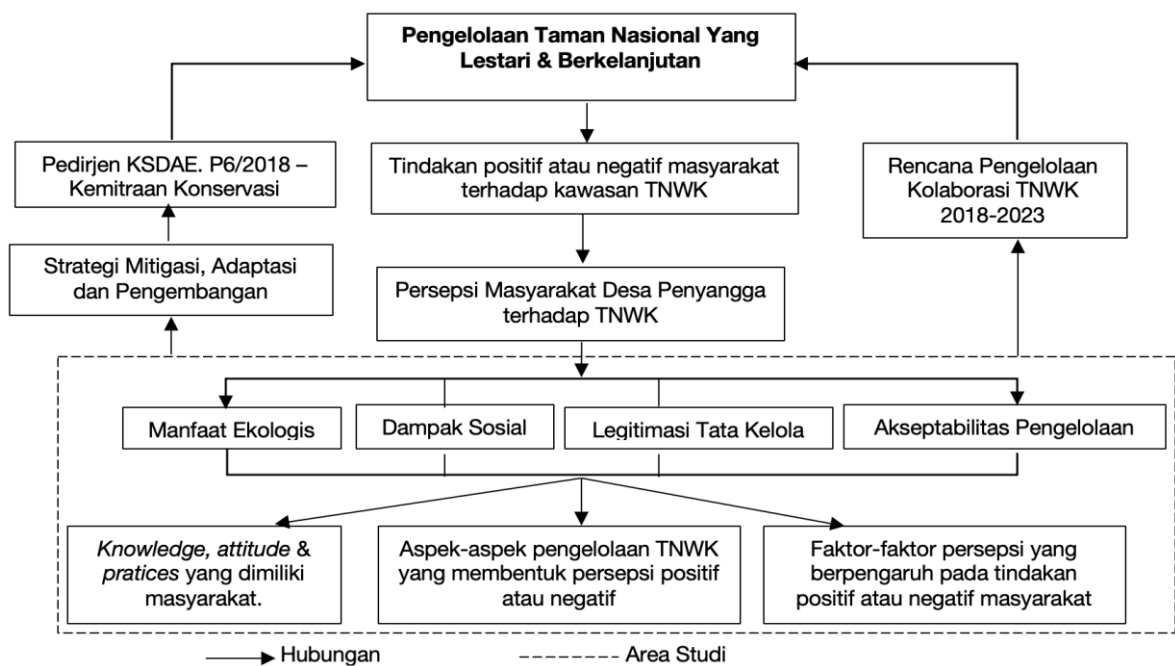 Pengelolaan Taman Nasional Yang
Lestari & Berkelanjutan
Pedirjen KSDAE. P6/2018 –
Kemitraan Konservasi
Tindakan positif atau negatif masyarakat
terhadap kawasan TNWK
Rencana Pengelolaan
Kolaborasi TNWK
2018-2023
Strategi Mitigasi, Adaptasi
dan Pengembangan
Persepsi Masyarakat Desa Penyangga
terhadap TNWK
Manfaat Ekologis
Dampak Sosial
Legitimasi Tata Kelola
Akseptabilitas Pengelolaan
Knowledge, attitude &
pratices yang dimiliki
masyarakat.
Aspek-aspek pengelolaan TNWK
yang membentuk persepsi positif
atau negatif
Faktor-faktor persepsi yang
berpengaruh pada tindakan
positif atau negatif masyarakat
Hubungan
Area Studi